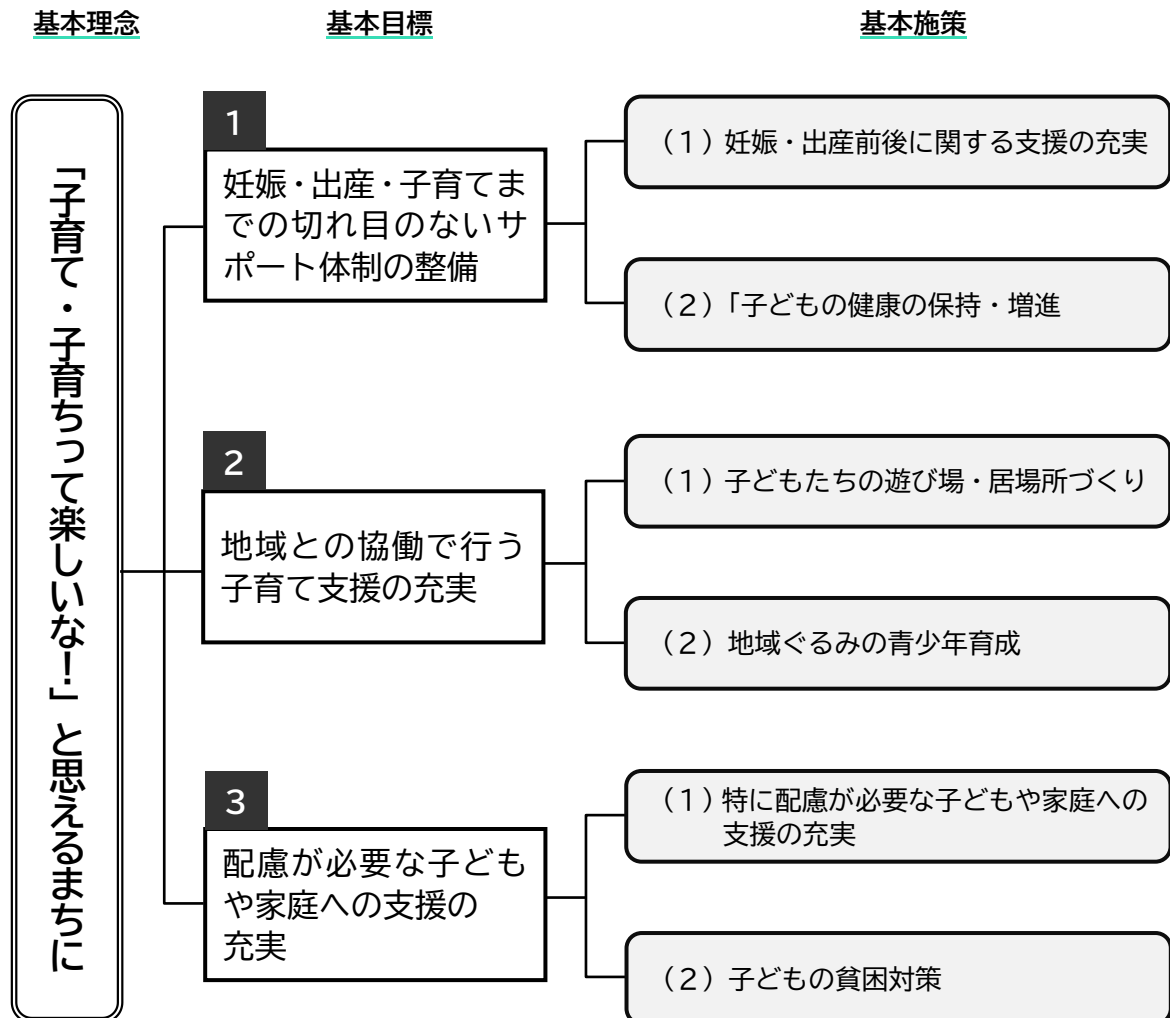 基本理念
基本目標
基本施策
「子育て・子育ちって楽しいな！」と思えるまちに
1
妊娠・出産・子育てま
での切れ目のないサ
ポート体制の整備
（1）妊娠・出産前後に関する支援の充実
（2）「子どもの健康の保持・増進
2
地域との協働で行う
子育て支援の充実
（1）子どもたちの遊び場・居場所づくり
（2）地域ぐるみの青少年育成
3
配慮が必要な子ども
や家庭への支援の
充実
（1）特に配慮が必要な子どもや家庭への
支援の充実
（2）子どもの貧困対策